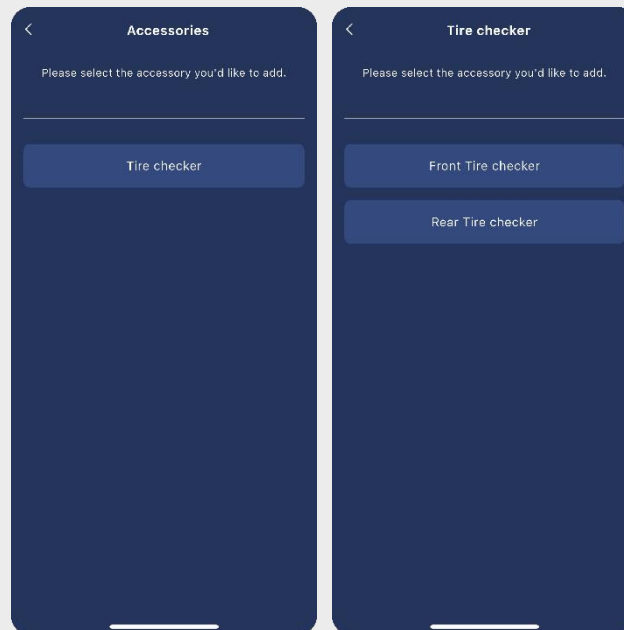 Accessories
Please select the accessory you'd like to add.
Tire checker
Tire checker
Please select the accessory you'd like to add.
Front Tire checker
Rear Tire checker